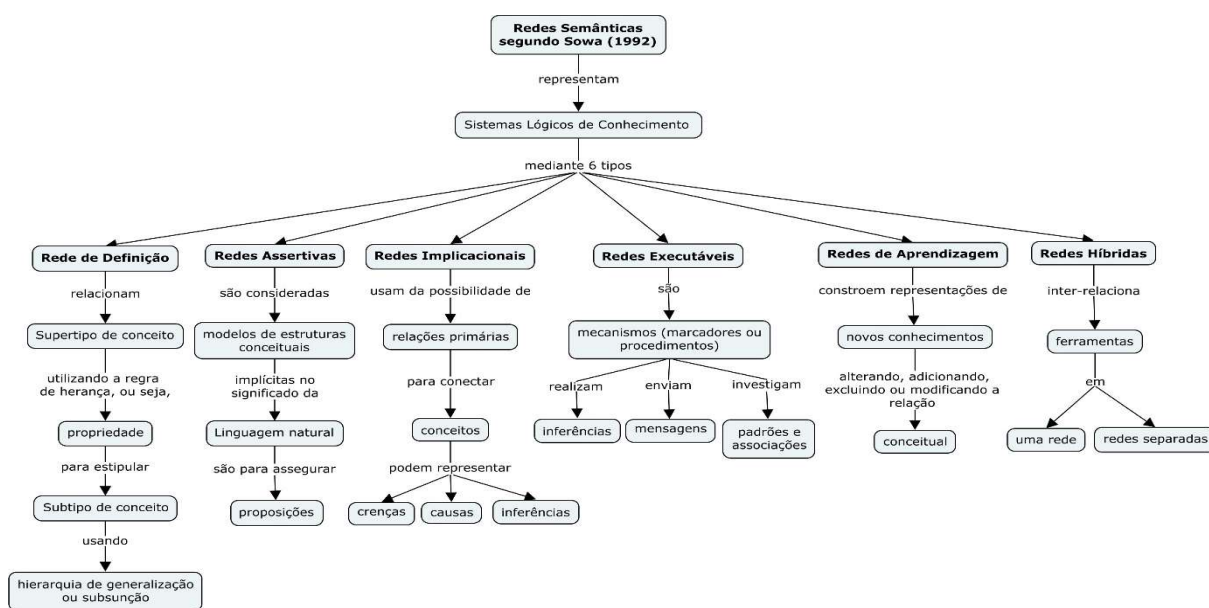 Redes Semânticas
segundo Sowa (1992)
representam
Sistemas Lógicos de Conhecimento
mediante 6 tipos
Rede de Definição
relacionam
Supertipo de conceito
utilizando a regra
de herança, ou seja,
propriedade
para estipular
Subtipo de conceito
usando
hierarquia de generalização
ou subsunção
Redes Assertivas
são consideradas
modelos de estruturas
conceituais
implícitas no
significado da
Linguagem natural
são para assegurar
proposições
Redes Implicacionais
usam da possibilidade de
relações primárias
para conectar
conceitos
podem representar
crenças
causas
inferências
Redes Executáveis
são
mecanismos (marcadores ou
procedimentos)
realizam
enviam
investigam
inferências
mensagens
padrões e
associações
Redes de Aprendizagem
constroem representações de
novos conhecimentos
alterando, adicionando,
excluindo ou modificando a
relação
conceitual
Redes Híbridas
inter-relaciona
ferramentas
em
uma rede
redes separadas